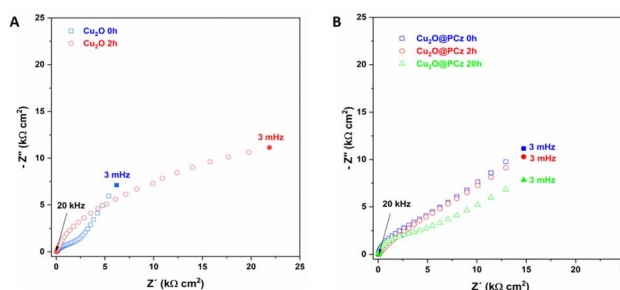 A
Cu₂O 0h
Cu₂O 2h
25
20
15
10
5
0
- Z'' (kΩ cm²)
3 mHz
3 mHz
20 kHz
0 5 10 15 20 25
Z´ (kΩ cm²)
B
Cu₂O@PCz 0h
Cu₂O@PCz 2h
Cu₂O@PCz 20h
25
20
15
10
5
0
- Z'' (kΩ cm²)
3 mHz
3 mHz
3 mHz
20 kHz
0 5 10 15 20
Z´ (kΩ cm²)